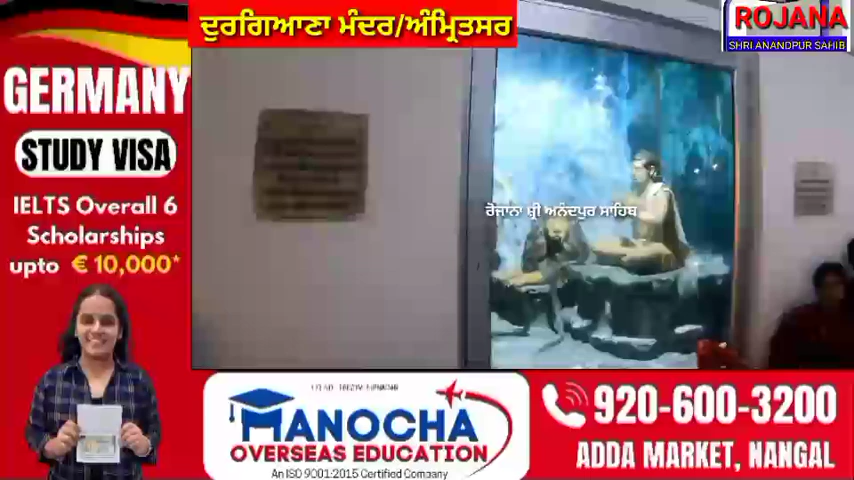 ਦੁਰਗਿਆਣਾ ਮੰਦਰ/ਅੰਮ੍ਰਿਤਸਰ
ROJANA
SHRI ANANDPUR SAHIB
GERMANY
STUDY VISA
IELTS Overall 6
Scholarships
upto € 10,000*
ਰੋਜ਼ਾਨਾ ਸ਼੍ਰੀ ਅਨੰਦਪੁਰ ਸਾਹਿਬ
MANOCHA
OVERSEAS EDUCATION
An ISO 9001:2015 Certified Company
920-600-3200
ADDA MARKET, NANGAL